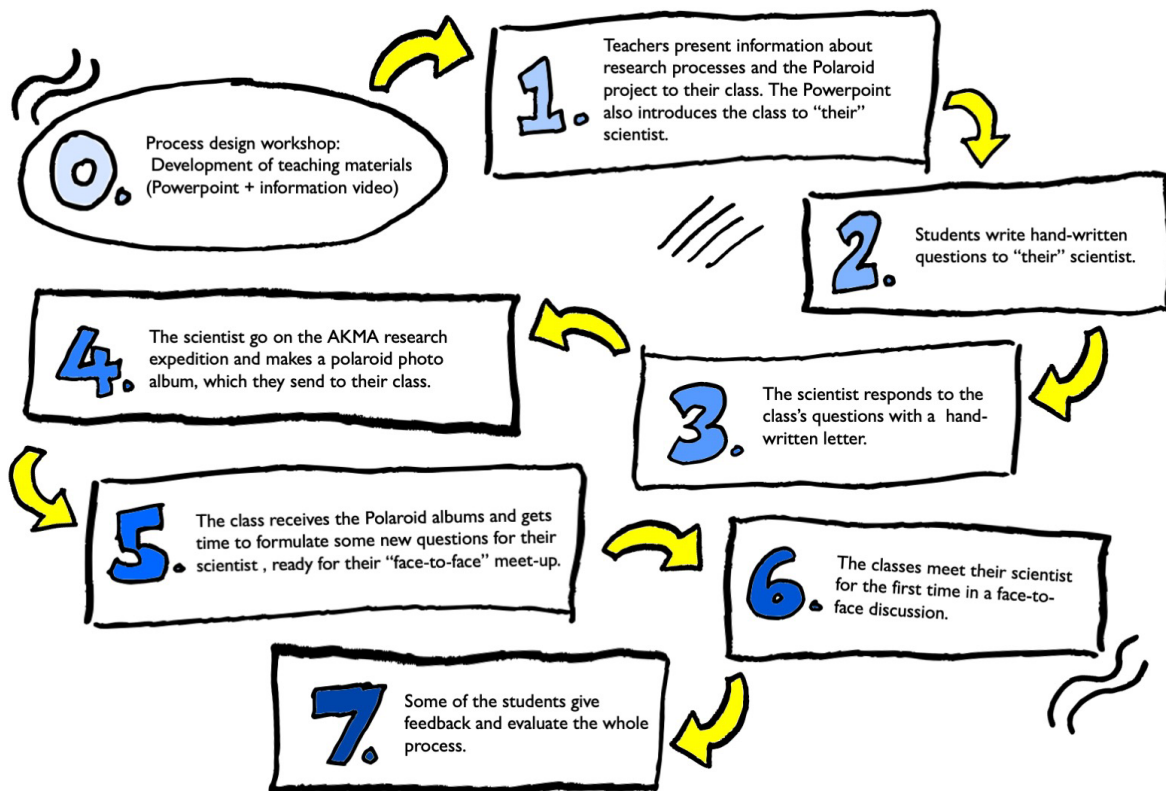 0.
Process design workshop:
Development of teaching materials
(Powerpoint + information video)
1.
Teachers present information about
research processes and the Polaroid
project to their class. The Powerpoint
also introduces the class to “their”
scientist.
2.
Students write hand-written
questions to “their” scientist.
3.
The scientist responds to the
class’s questions with a hand-
written letter.
4.
The scientist go on the AKMA research
expedition and makes a polaroid photo
album, which they send to their class.
5.
The class receives the Polaroid albums and gets
time to formulate some new questions for their
scientist , ready for their “face-to-face” meet-up.
6.
The classes meet their scientist
for the first time in a face-to-
face discussion.
7.
Some of the students give
feedback and evaluate the whole
process.